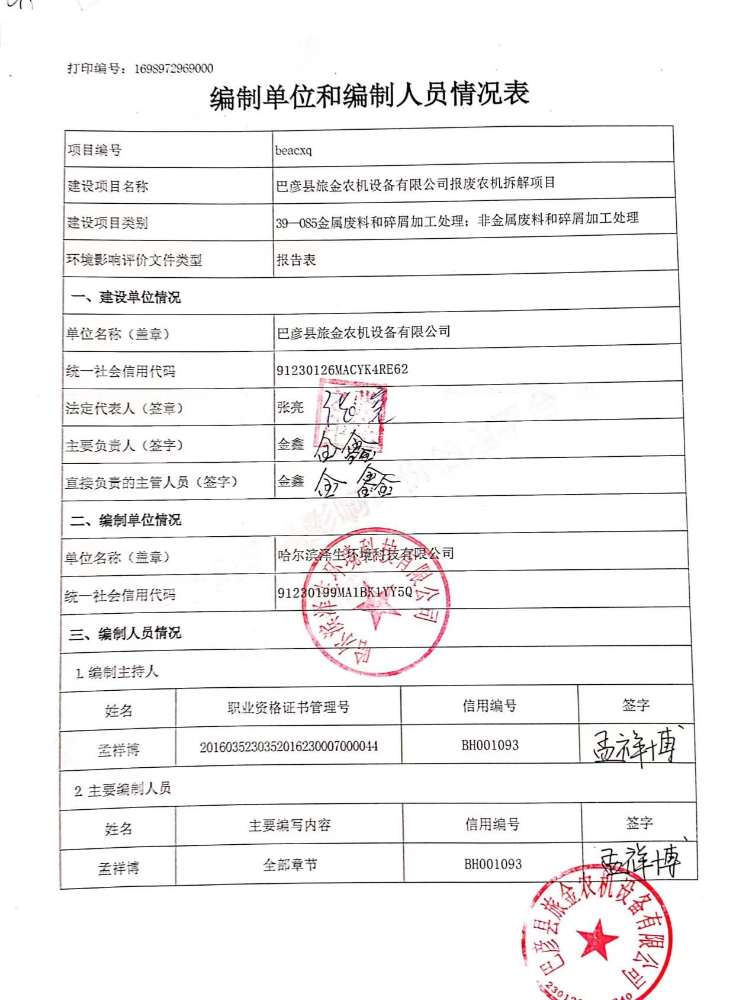 打印编号：1698972969000
编制单位和编制人员情况表
项目编号 beacxq
建设项目名称 巴彦县旅金农机设备有限公司报废农机拆解项目
建设项目类别 39—085金属废料和碎屑加工处理；非金属废料和碎屑加工处理
环境影响评价文件类型 报告表
一、建设单位情况
单位名称（盖章） 巴彦县旅金农机设备有限公司
统一社会信用代码 91230126MACYK4RE62
法定代表人（签章） 张亮 张亮
主要负责人（签字） 金鑫 金鑫
直接负责的主管人员（签字） 金鑫 金鑫
二、编制单位情况
单位名称（盖章） 哈尔滨泽生环境科技有限公司
统一社会信用代码 91230199MA1BK1YY5Q
哈尔滨泽生环境科技有限公司
三、编制人员情况
1. 编制主持人
姓名 职业资格证书管理号 信用编号 签字
孟祥博 2016035230352016230007000044 BH001093 孟祥博
2 主要编制人员
姓名 主要编写内容 信用编号 签字
孟祥博 全部章节 BH001093 孟祥博
巴彦县旅金农机设备有限公司